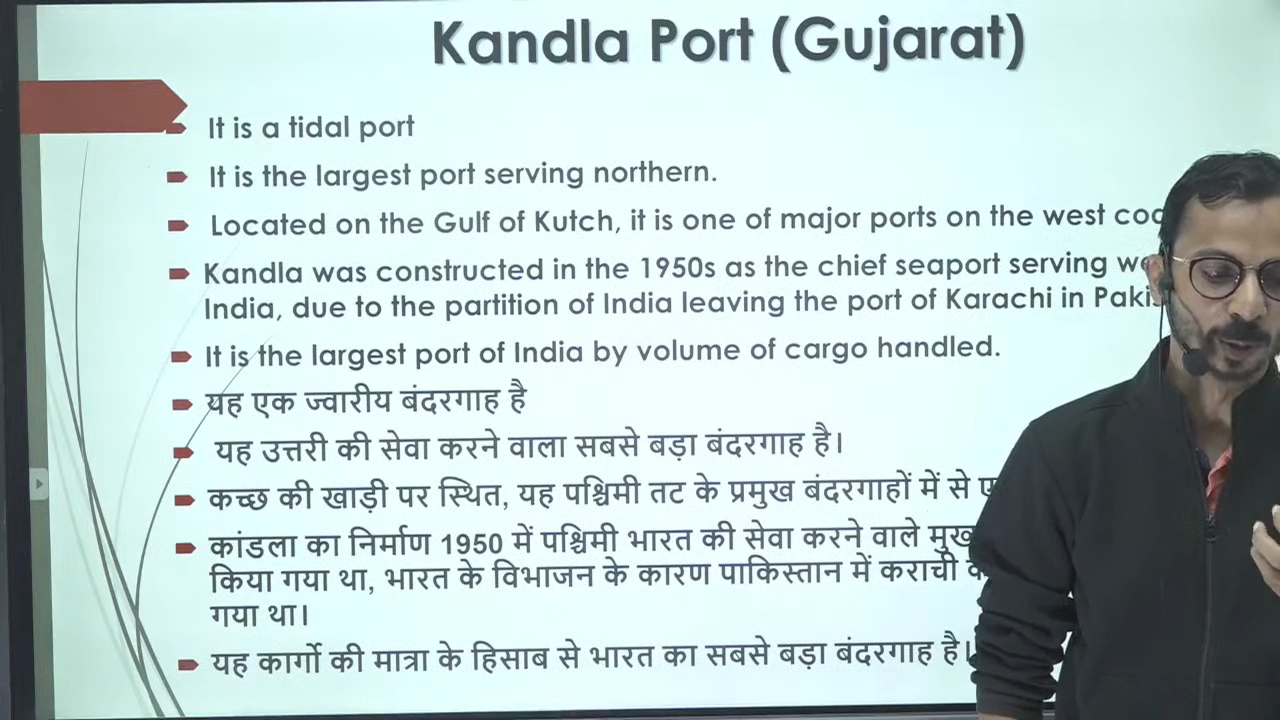 Kandla Port (Gujarat)
It is a tidal port
It is the largest port serving northern.
Located on the Gulf of Kutch, it is one of major ports on the west
Kandla was constructed in the 1950s as the chief seaport serving
India, due to the partition of India leaving the port of Karachi in
It is the largest port of India by volume of cargo handled.
यह एक ज्वारीय बंदरगाह है
यह उत्तरी की सेवा करने वाला सबसे बड़ा बंदरगाह है।
कच्छ की खाड़ी पर स्थित, यह पश्चिमी तट के प्रमुख बंदरगाहों में से
कांडला का निर्माण 1950 में पश्चिमी भारत की सेवा करने वाले
किया गया था, भारत के विभाजन के कारण पाकिस्तान में कराची
गया था।
यह कार्गो की मात्रा के हिसाब से भारत का सबसे बड़ा बंदरगाह है।